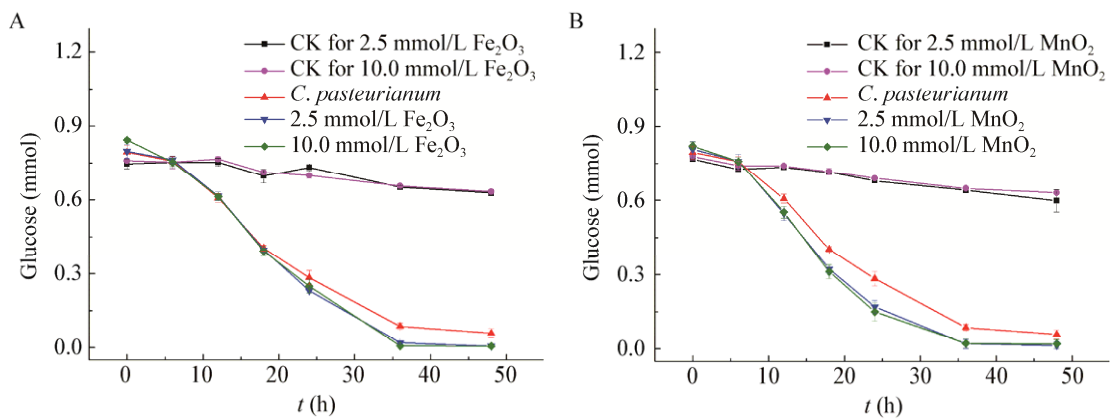 A
CK for 2.5 mmol/L Fe₂O₃
CK for 10.0 mmol/L Fe₂O₃
C. pasteurianum
2.5 mmol/L Fe₂O₃
10.0 mmol/L Fe₂O₃
1.2
0.9
0.6
0.3
0.0
Glucose (mmol)
0 10 20 30 40 50
t (h)
B
CK for 2.5 mmol/L MnO₂
CK for 10.0 mmol/L MnO₂
C. pasteurianum
2.5 mmol/L MnO₂
10.0 mmol/L MnO₂
1.2
0.9
0.6
0.3
0.0
Glucose (mmol)
0 10 20 30 40 50
t (h)